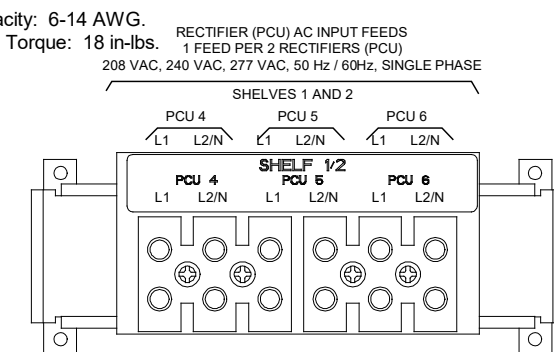 acity: 6-14 AWG.
Torque: 18 in-lbs.
RECTIFIER (PCU) AC INPUT FEEDS
1 FEED PER 2 RECTIFIERS (PCU)
208 VAC, 240 VAC, 277 VAC, 50 Hz / 60Hz, SINGLE PHASE
SHELVES 1 AND 2
PCU 4 PCU 5 PCU 6
L1 L2/N L1 L2/N L1 L2/N
SHELF 1/2
PCU 4 PCU 5 PCU 6
L1 L2/N L1 L2/N L1 L2/N